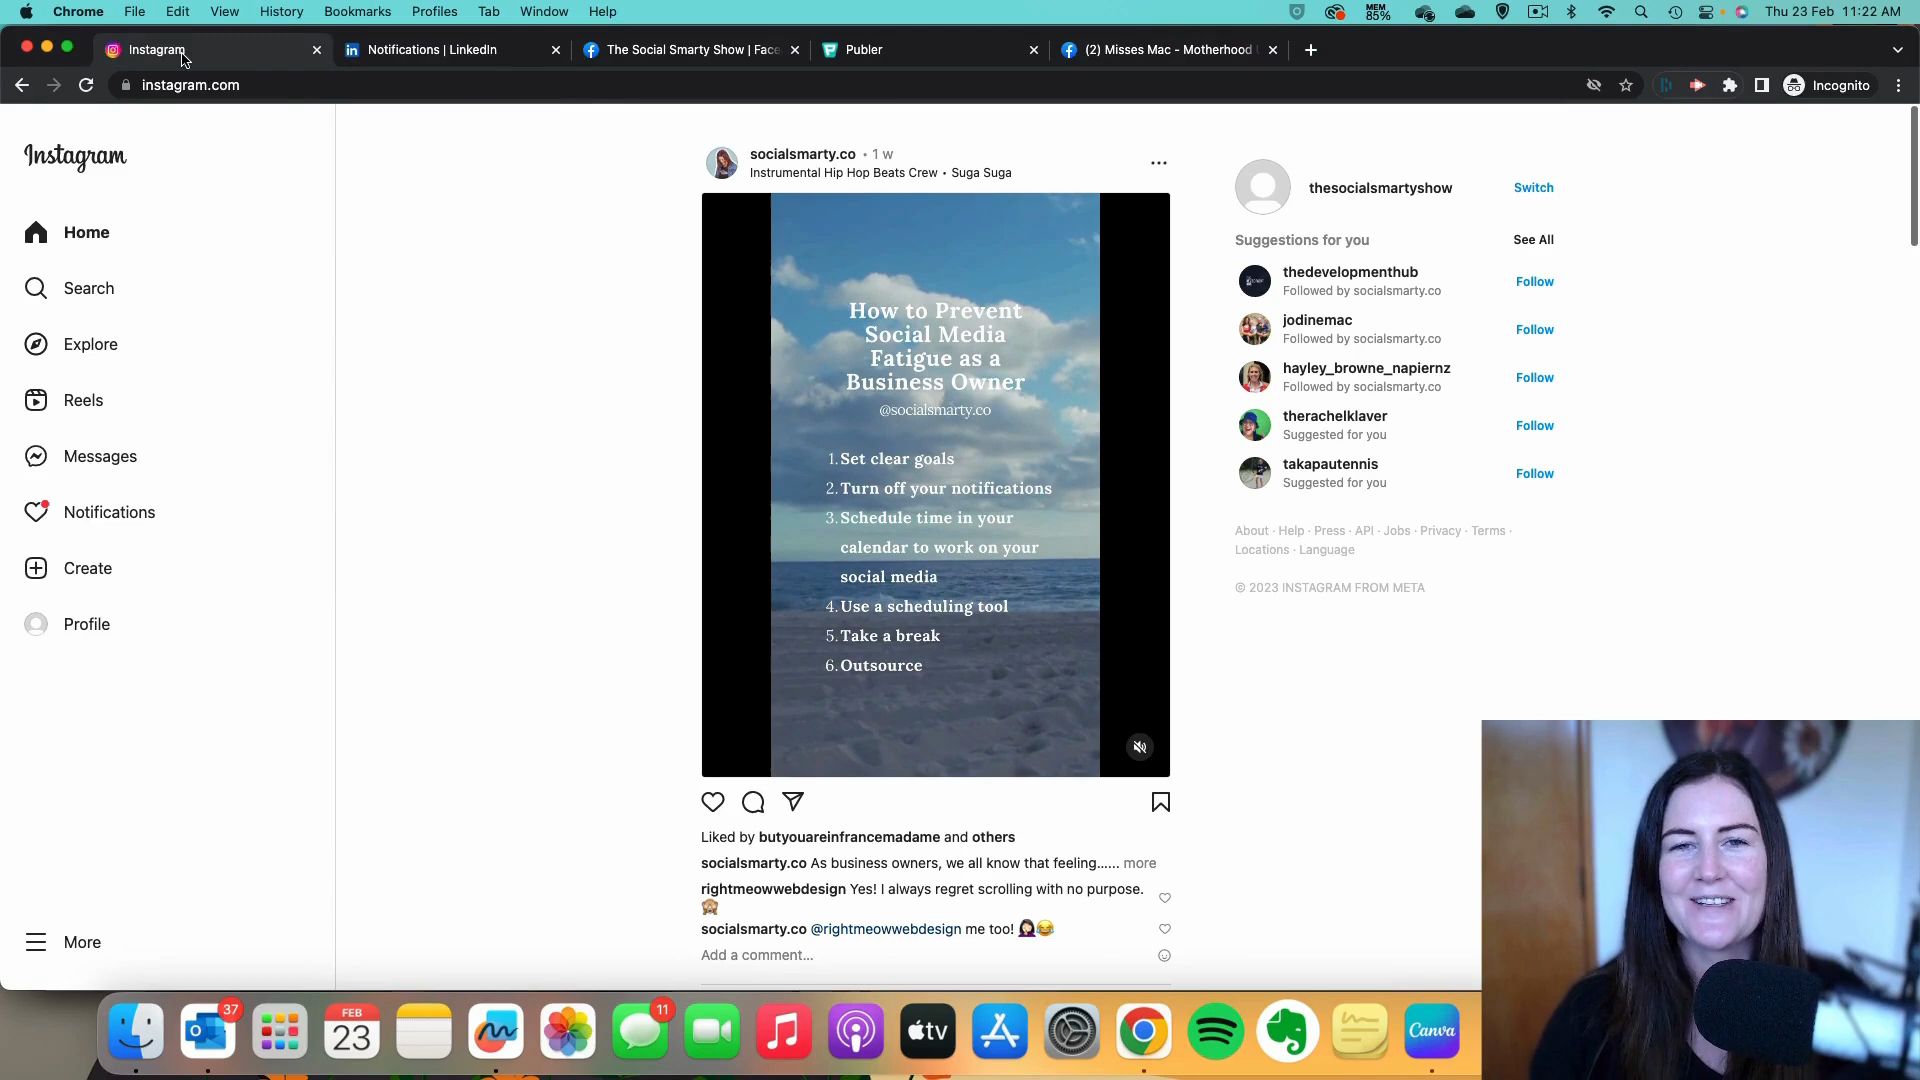 Chrome File Edit View History Bookmarks Profiles Tab Window Help MEM 85% Thu 23 Feb 11:22 AM
Instagram Notifications | LinkedIn The Social Smarty Show | Face Publer (2) Misses Mac - Motherhood
instagram.com Incognito
Instagram
Home
Search
Explore
Reels
Messages
Notifications
Create
Profile
More
socialsmarty.co • 1 w
Instrumental Hip Hop Beats Crew • Suga Suga
How to Prevent
Social Media
Fatigue as a
Business Owner
@socialsmarty.co
1. Set clear goals
2. Turn off your notifications
3. Schedule time in your
calendar to work on your
social media
4. Use a scheduling tool
5. Take a break
6. Outsource
Liked by butyouareinfrancemadame and others
socialsmarty.co As business owners, we all know that feeling...... more
rightmeowwebdesign Yes! I always regret scrolling with no purpose.
🙈
socialsmarty.co @rightmeowwebdesign me too! 🤦🏻‍♀️😂
Add a comment...
thesocialsmartyshow Switch
Suggestions for you See All
thedevelopmenthub
Followed by socialsmarty.co Follow
jodinemac
Followed by socialsmarty.co Follow
hayley_browne_napiernz
Followed by socialsmarty.co Follow
therachelklaver
Suggested for you Follow
takapautennis
Suggested for you Follow
About · Help · Press · API · Jobs · Privacy · Terms ·
Locations · Language
© 2023 INSTAGRAM FROM META
37 FEB 23 11 tv Canva